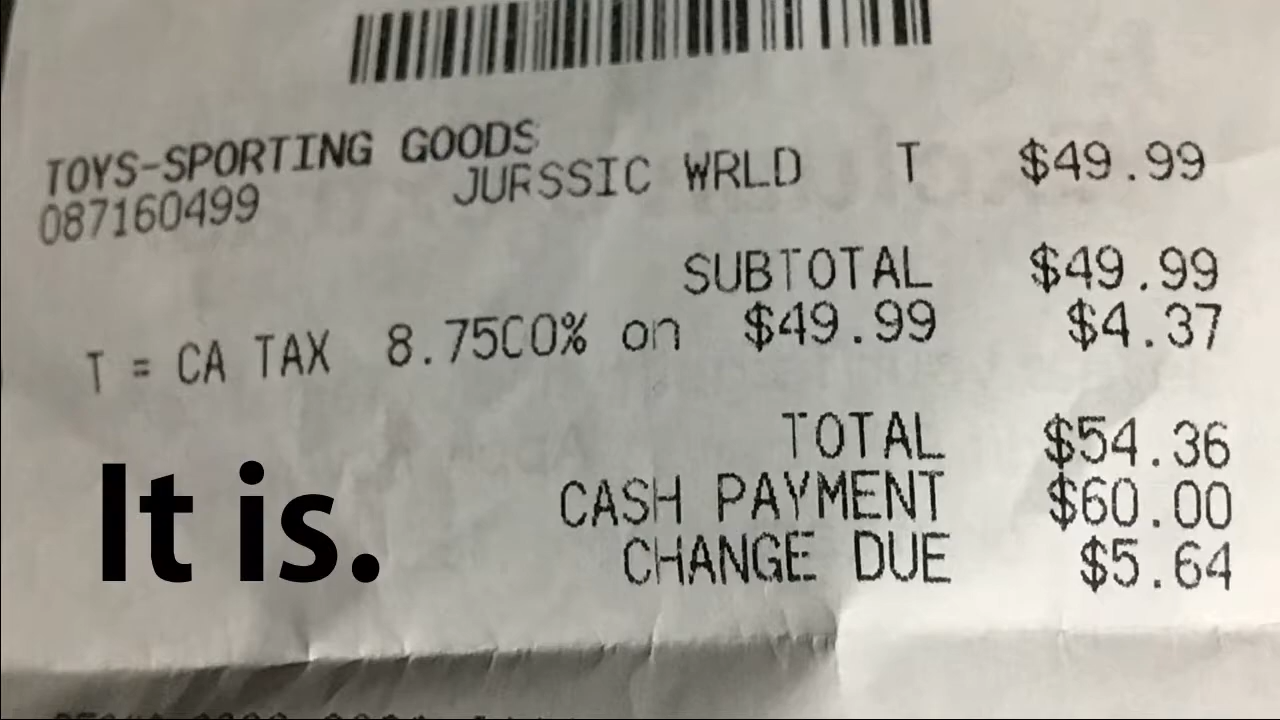 TOYS-SPORTING GOODS
087160499 JURSSIC WRLD T $49.99
SUBTOTAL $49.99
T = CA TAX 8.7500% on $49.99 $4.37
TOTAL $54.36
CASH PAYMENT $60.00
CHANGE DUE $5.64
It is.